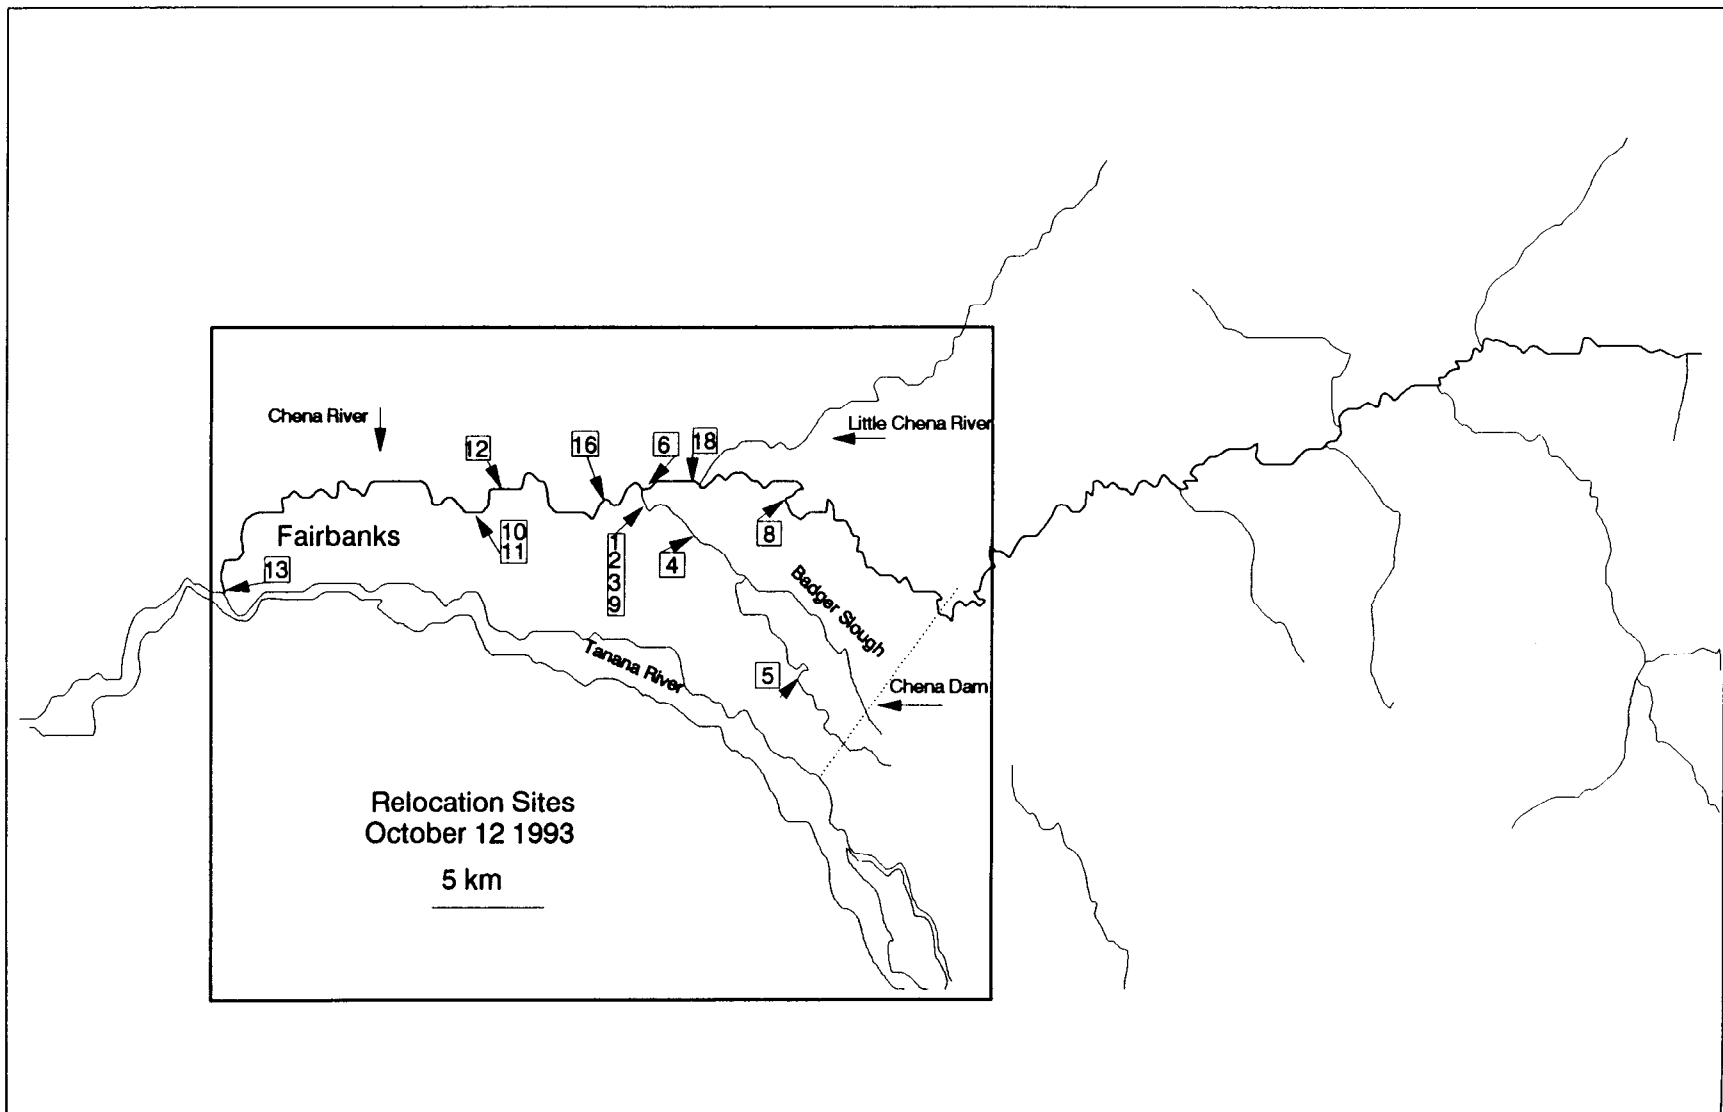 Chena River
Little Chena River
12
16
6
18
10
11
8
Fairbanks
1
2
3
9
4
13
Badger Slough
Tanana River
5
Chena Dam
Relocation Sites
October 12 1993
5 km